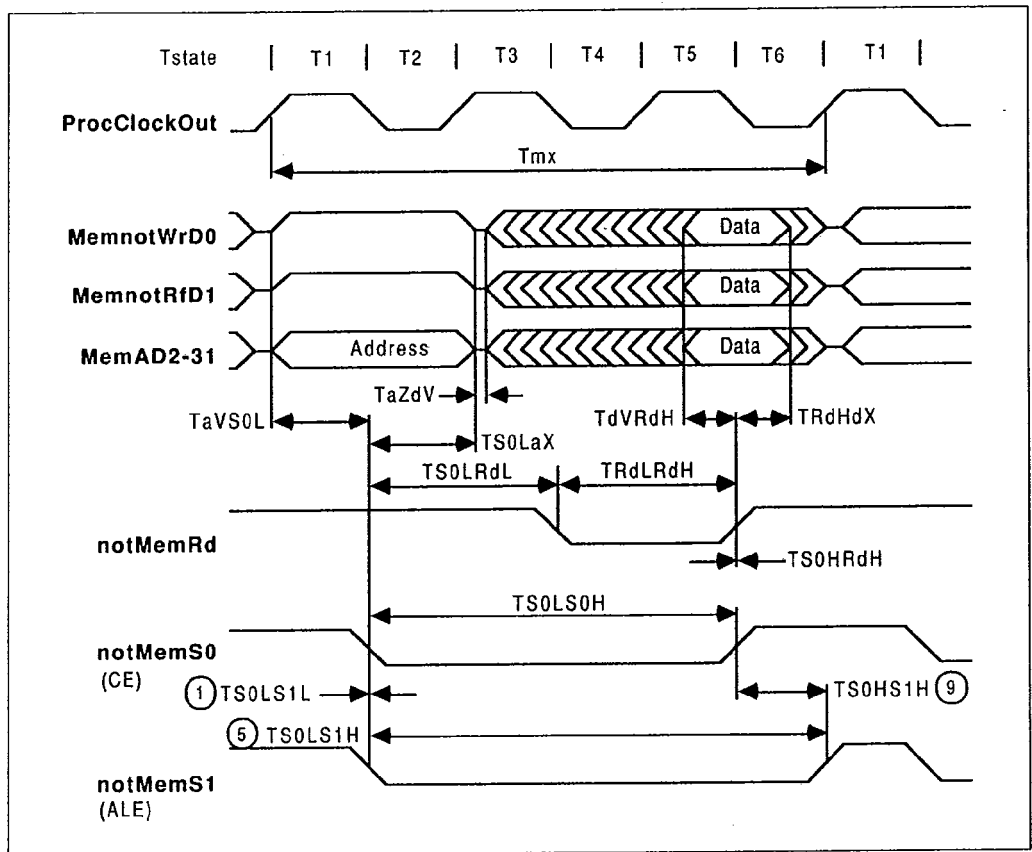 Tstate | T1 | T2 | T3 | T4 | T5 | T6 | T1 |
ProcClockOut
Tmx
MemnotWrD0 Data
MemnotRfD1 Data
MemAD2-31 Address Data
TaZdV
TaVS0L TdVRdH TRdHdX
TS0LaX
TS0LRdL TRdLRdH
notMemRd
TS0HRdH
TS0LS0H
notMemS0
(CE)
1 TS0LS1L TS0HS1H 9
5 TS0LS1H
notMemS1
(ALE)